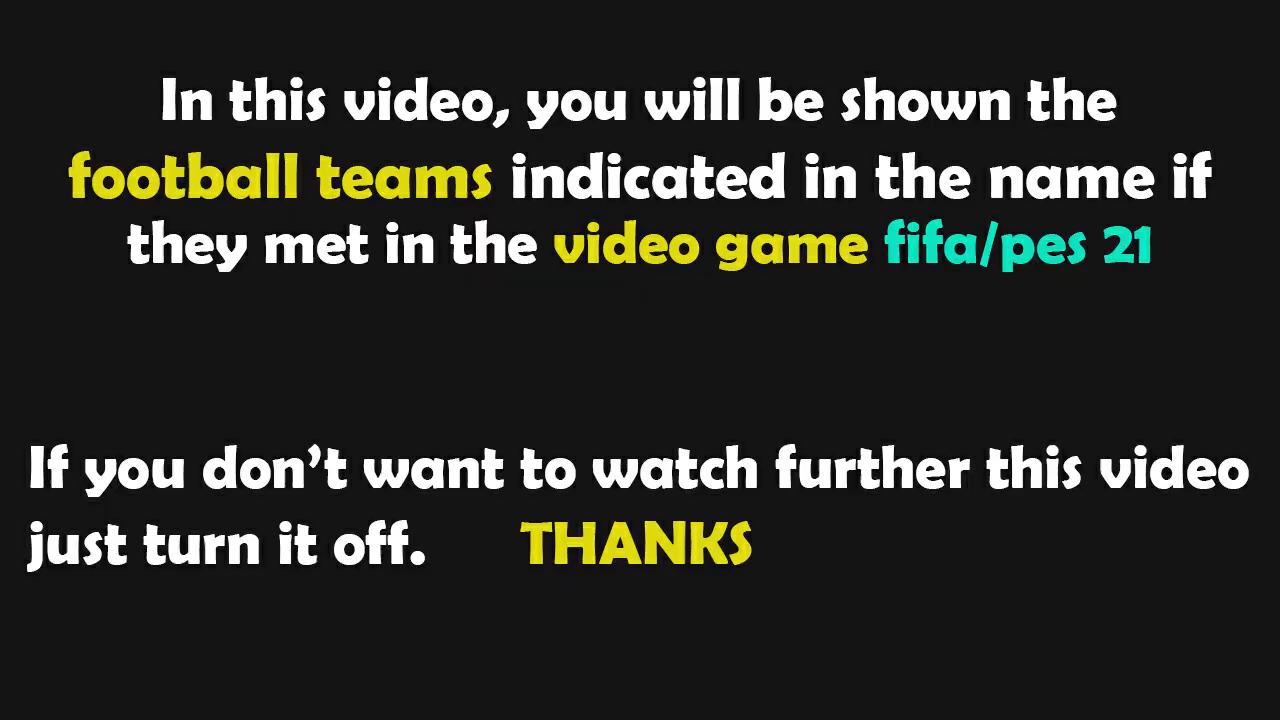 In this video, you will be shown the
football teams indicated in the name if
they met in the video game fifa/pes 21
If you don't want to watch further this video
just turn it off. THANKS